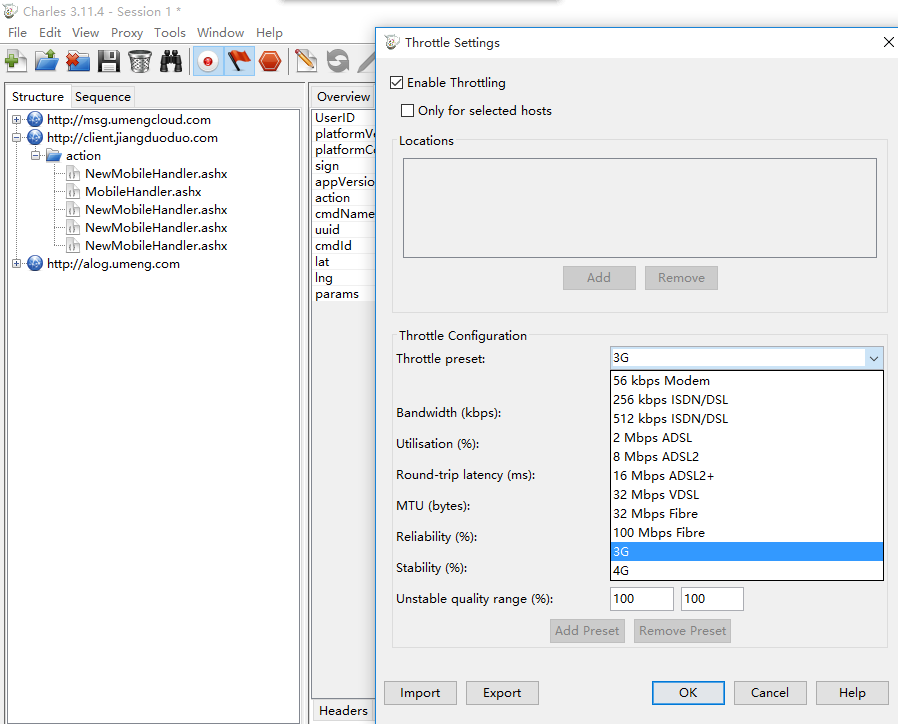 Charles 3.11.4 - Session 1 *
File Edit View Proxy Tools Window Help
Structure Sequence
http://msg.umengcloud.com
http://client.jiangduoduo.com
action
NewMobileHandler.ashx
MobileHandler.ashx
NewMobileHandler.ashx
NewMobileHandler.ashx
NewMobileHandler.ashx
http://alog.umeng.com
Overview
UserID
platformVe
platformCo
sign
appVersio
action
cmdName
uuid
cmdId
lat
lng
params
Headers
Throttle Settings
Enable Throttling
Only for selected hosts
Locations
Add Remove
Throttle Configuration
Throttle preset: 3G
56 kbps Modem
256 kbps ISDN/DSL
512 kbps ISDN/DSL
2 Mbps ADSL
8 Mbps ADSL2
16 Mbps ADSL2+
32 Mbps VDSL
32 Mbps Fibre
100 Mbps Fibre
3G
4G
Bandwidth (kbps):
Utilisation (%):
Round-trip latency (ms):
MTU (bytes):
Reliability (%):
Stability (%):
Unstable quality range (%): 100 100
Add Preset Remove Preset
Import Export OK Cancel Help